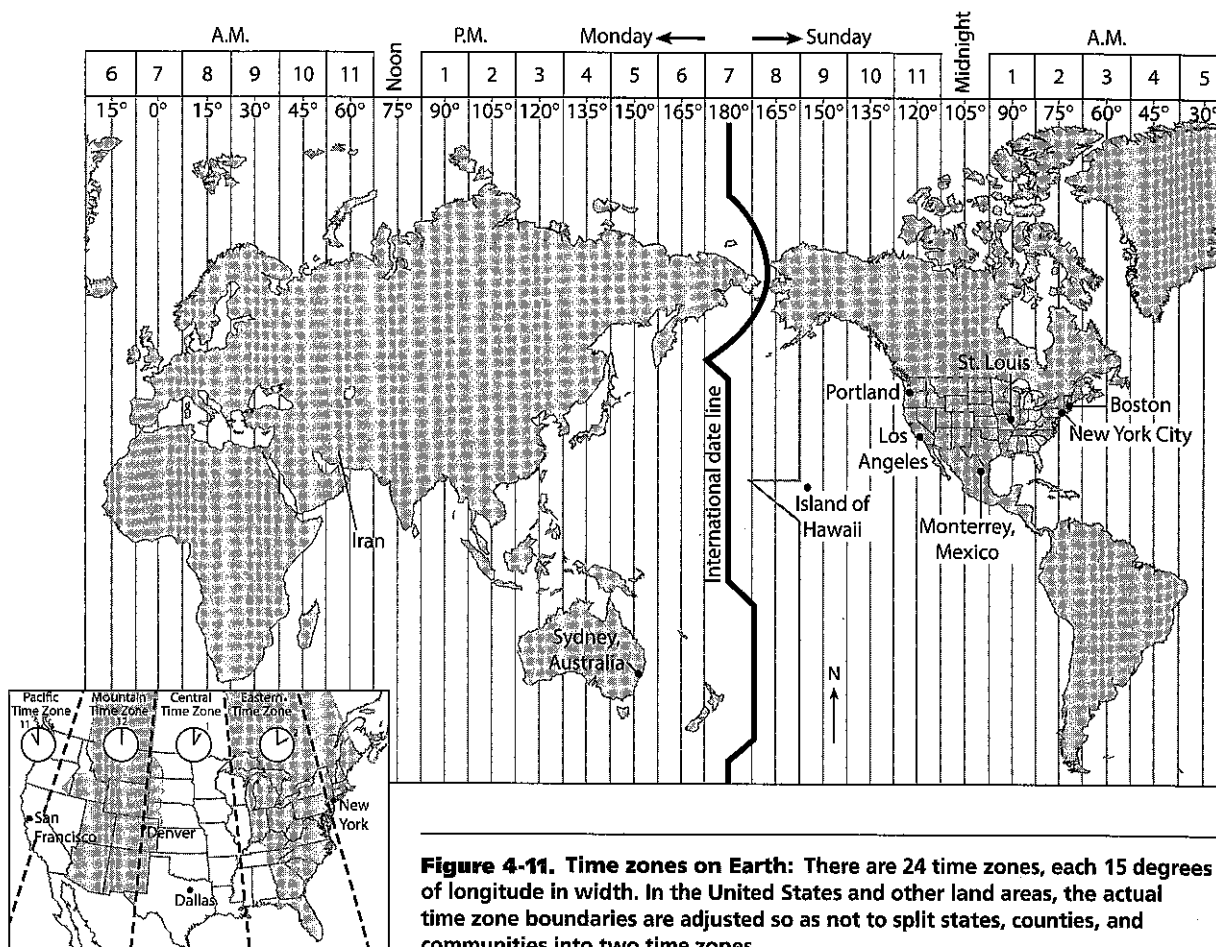 A.M. Noon P.M. Monday Sunday Midnight A.M.
6 7 8 9 10 11 1 2 3 4 5 6 7 8 9 10 11 1 2 3 4 5
15° 0° 15° 30° 45° 60° 75° 90° 105° 120° 135° 150° 165° 180° 165° 150° 135° 120° 105° 90° 75° 60° 45° 30°
St. Louis
Portland
Boston
New York City
Los
Angeles
International date line
Island of
Hawaii
Monterrey,
Mexico
Iran
Sydney,
Australia
N
Pacific
Time Zone
Mountain
Time Zone
Central
Time Zone
Eastern
Time Zone
11 12 1
San
Francisco
Denver
New
York
Dallas
Figure 4-11. Time zones on Earth: There are 24 time zones, each 15 degrees
of longitude in width. In the United States and other land areas, the actual
time zone boundaries are adjusted so as not to split states, counties, and
communities into two time zones.